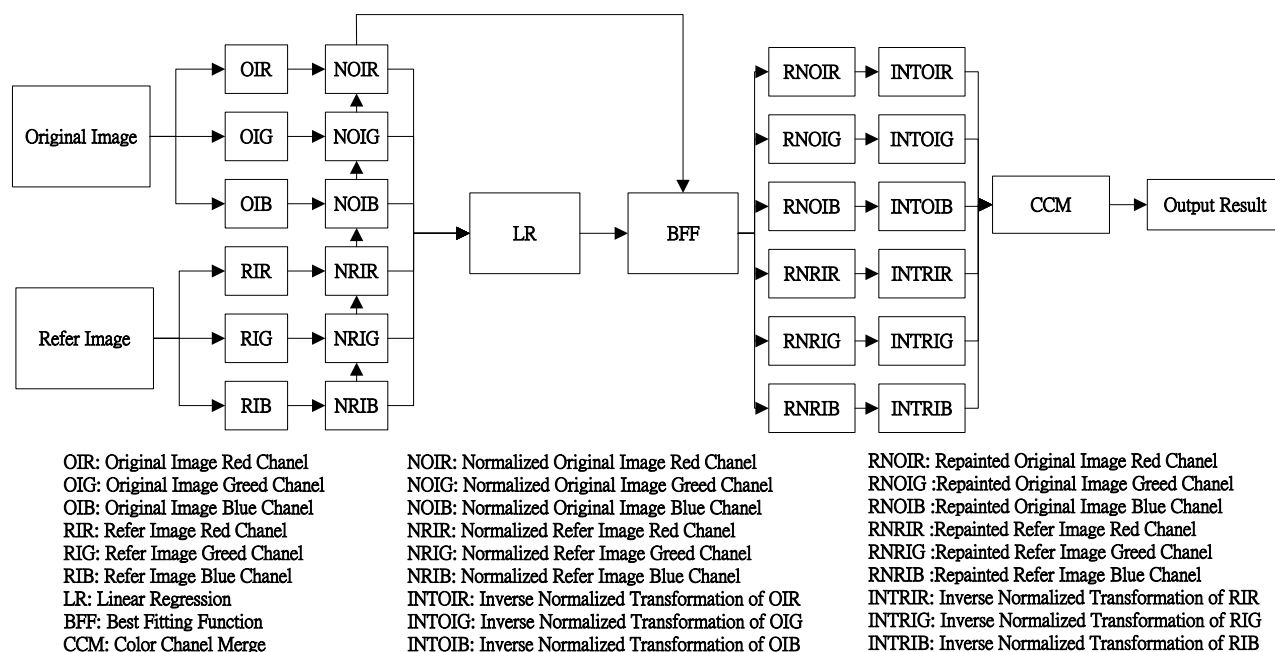 OIR
NOIR
RNOIR
INTOIR
Original Image
OIG
NOIG
RNOIG
INTOIG
OIB
NOIB
RNOIB
INTOIB
CCM
Output Result
LR
BFF
RIR
NRIR
RNRIR
INTRIR
Refer Image
RIG
NRIG
RNRIG
INTRIG
RIB
NRIB
RNRIB
INTRIB
OIR: Original Image Red Chanel
OIG: Original Image Greed Chanel
OIB: Original Image Blue Channel
RIR: Refer Image Red Chanel
RIG: Refer Image Greed Chanel
RIB: Refer Image Blue Chanel
LR: Linear Regression
BFF: Best Fitting Function
CCM: Color Chanel Merge
NOIR: Normalized Original Image Red Chanel
NOIG: Normalized Original Image Greed Chanel
NOIB: Normalized Original Image Blue Channel
NRIR: Normalized Refer Image Red Chanel
NRIG: Normalized Refer Image Greed Chanel
NRIB: Normalized Refer Image Blue Chanel
INTOIR: Inverse Normalized Transformation of OIR
INTOIG: Inverse Normalized Transformation of OIG
INTOIB: Inverse Normalized Transformation of OIB
RNOIR: Repainted Original Image Red Chanel
RNOIG :Repainted Original Image Greed Chanel
RNOIB :Repainted Original Image Blue Channel
RNRIR :Repainted Refer Image Red Chanel
RNRIG :Repainted Refer Image Greed Chanel
RNRIB :Repainted Refer Image Blue Chanel
INTRIR: Inverse Normalized Transformation of RIR
INTRIG: Inverse Normalized Transformation of RIG
INTRIB: Inverse Normalized Transformation of RIB